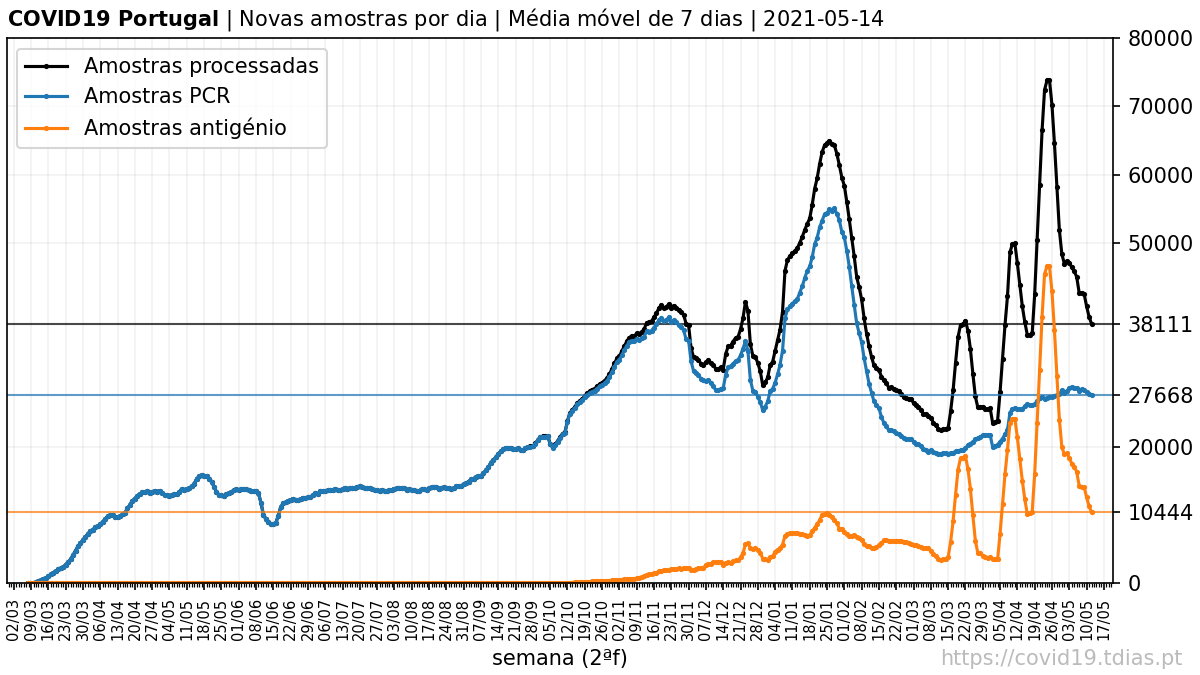 COVID19 Portugal | Novas amostras por dia | Média móvel de 7 dias | 2021-05-14
Amostras processadas
Amostras PCR
Amostras antigénio
80000
70000
60000
50000
38111
27668
20000
10444
0
02/03 09/03 16/03 23/03 30/03 06/04 13/04 20/04 27/04 04/05 11/05 18/05 25/05 01/06 08/06 15/06 22/06 29/06 06/07 13/07 20/07 27/07 03/08 10/08 17/08 24/08 31/08 07/09 14/09 21/09 28/09 05/10 12/10 19/10 26/10 02/11 09/11 16/11 23/11 30/11 07/12 14/12 21/12 28/12 04/01 11/01 18/01 25/01 01/02 08/02 15/02 22/02 01/03 08/03 15/03 22/03 29/03 05/04 12/04 19/04 26/04 03/05 10/05 17/05
semana (2ªf)
https://covid19.tdias.pt